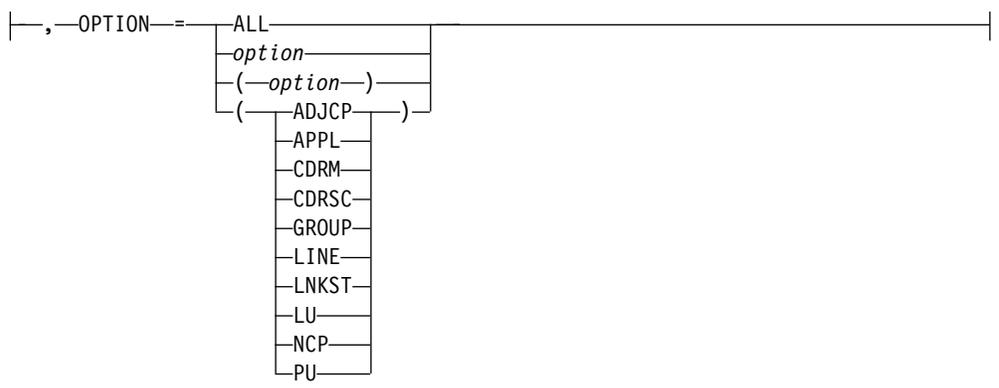 , OPTION = ALL
option
( option )
( ADJCP )
APPL
CDRM
CDRSC
GROUP
LINE
LNKST
LU
NCP
PU